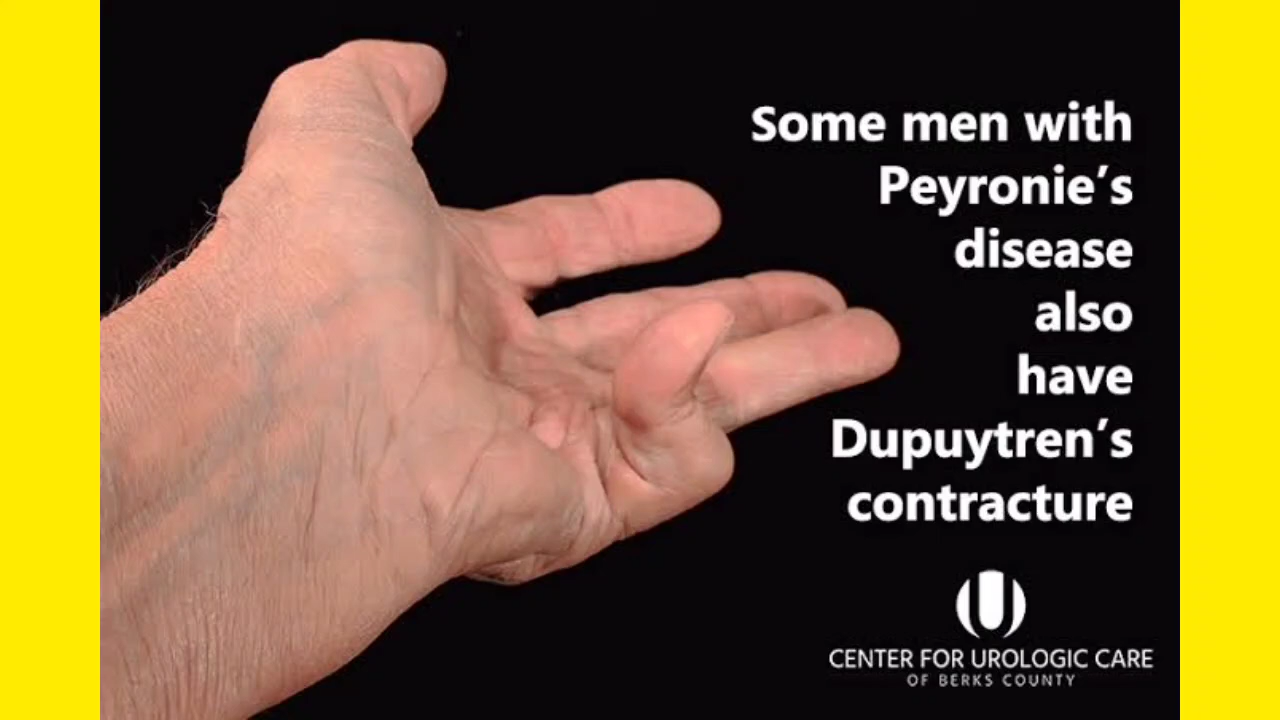 Some men with
Peyronie’s
disease
also
have
Dupuytren’s
contracture
CENTER FOR UROLOGIC CARE
OF BERKS COUNTY